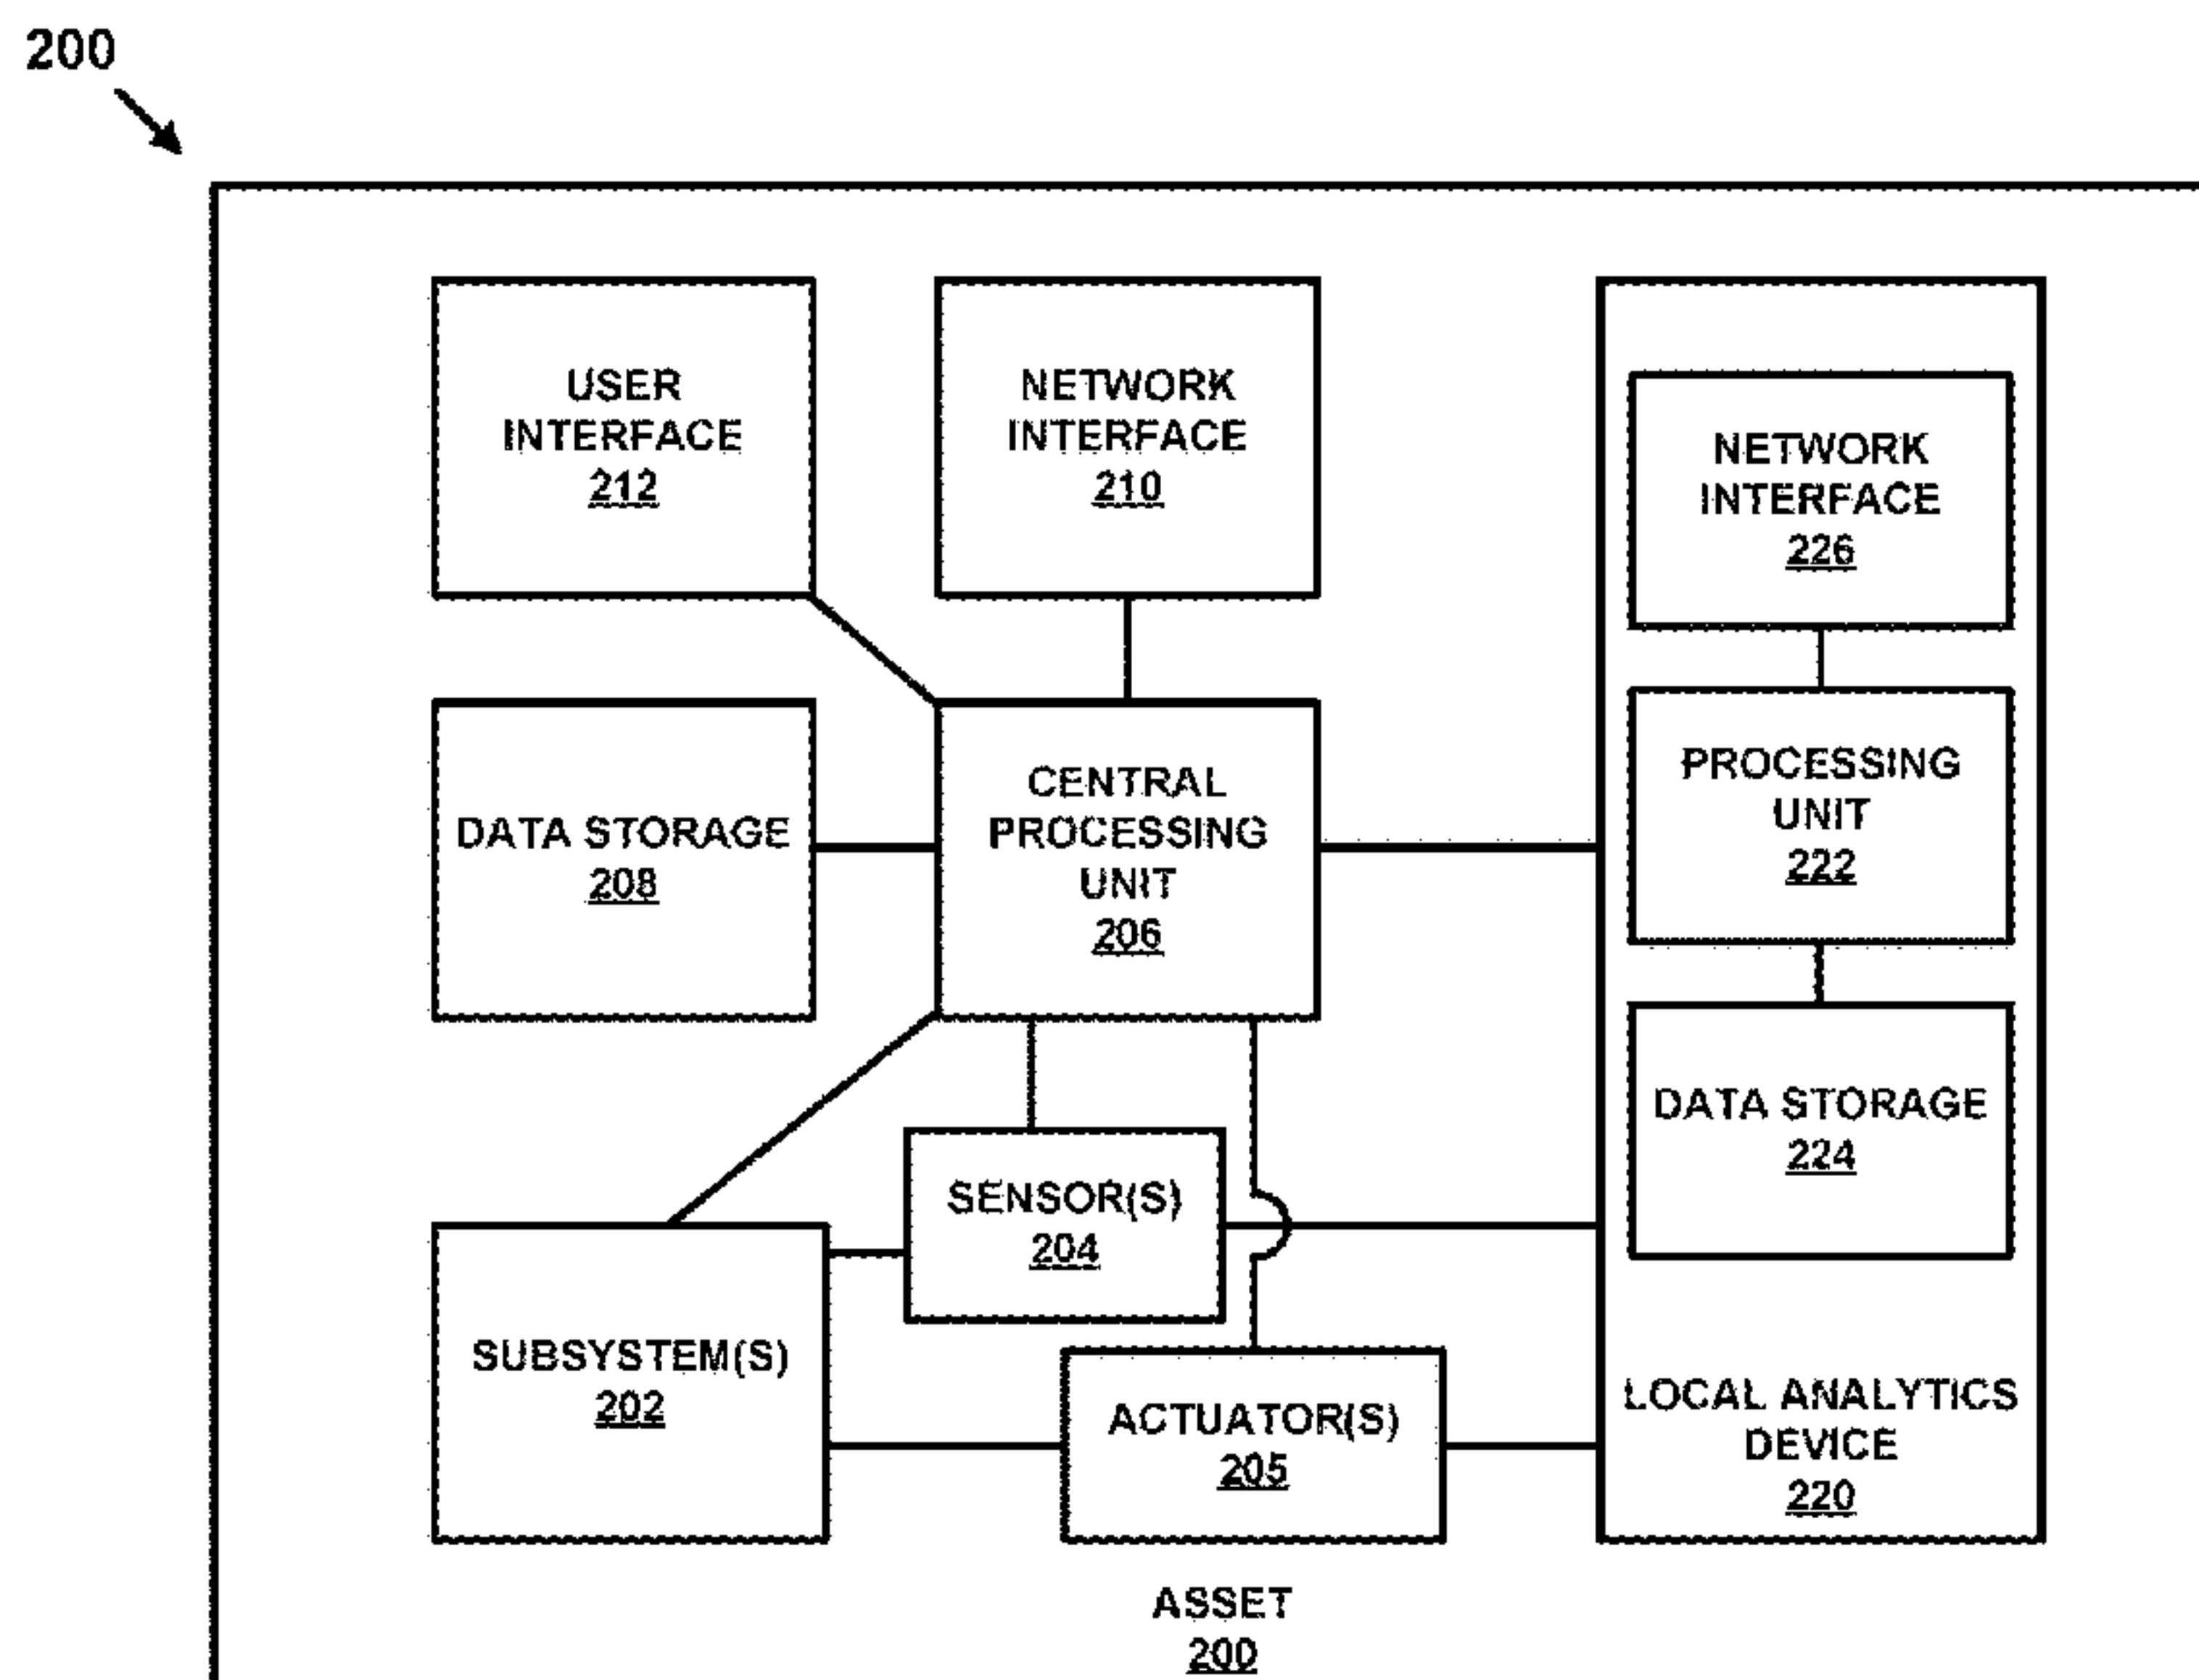 200
USER
INTERFACE
212
NETWORK
INTERFACE
210
NETWORK
INTERFACE
226
DATA STORAGE
208
CENTRAL
PROCESSING
UNIT
206
PROCESSING
UNIT
222
DATA STORAGE
224
SENSOR(S)
204
SUBSYSTEM(S)
202
ACTUATOR(S)
205
LOCAL ANALYTICS
DEVICE
220
ASSET
200